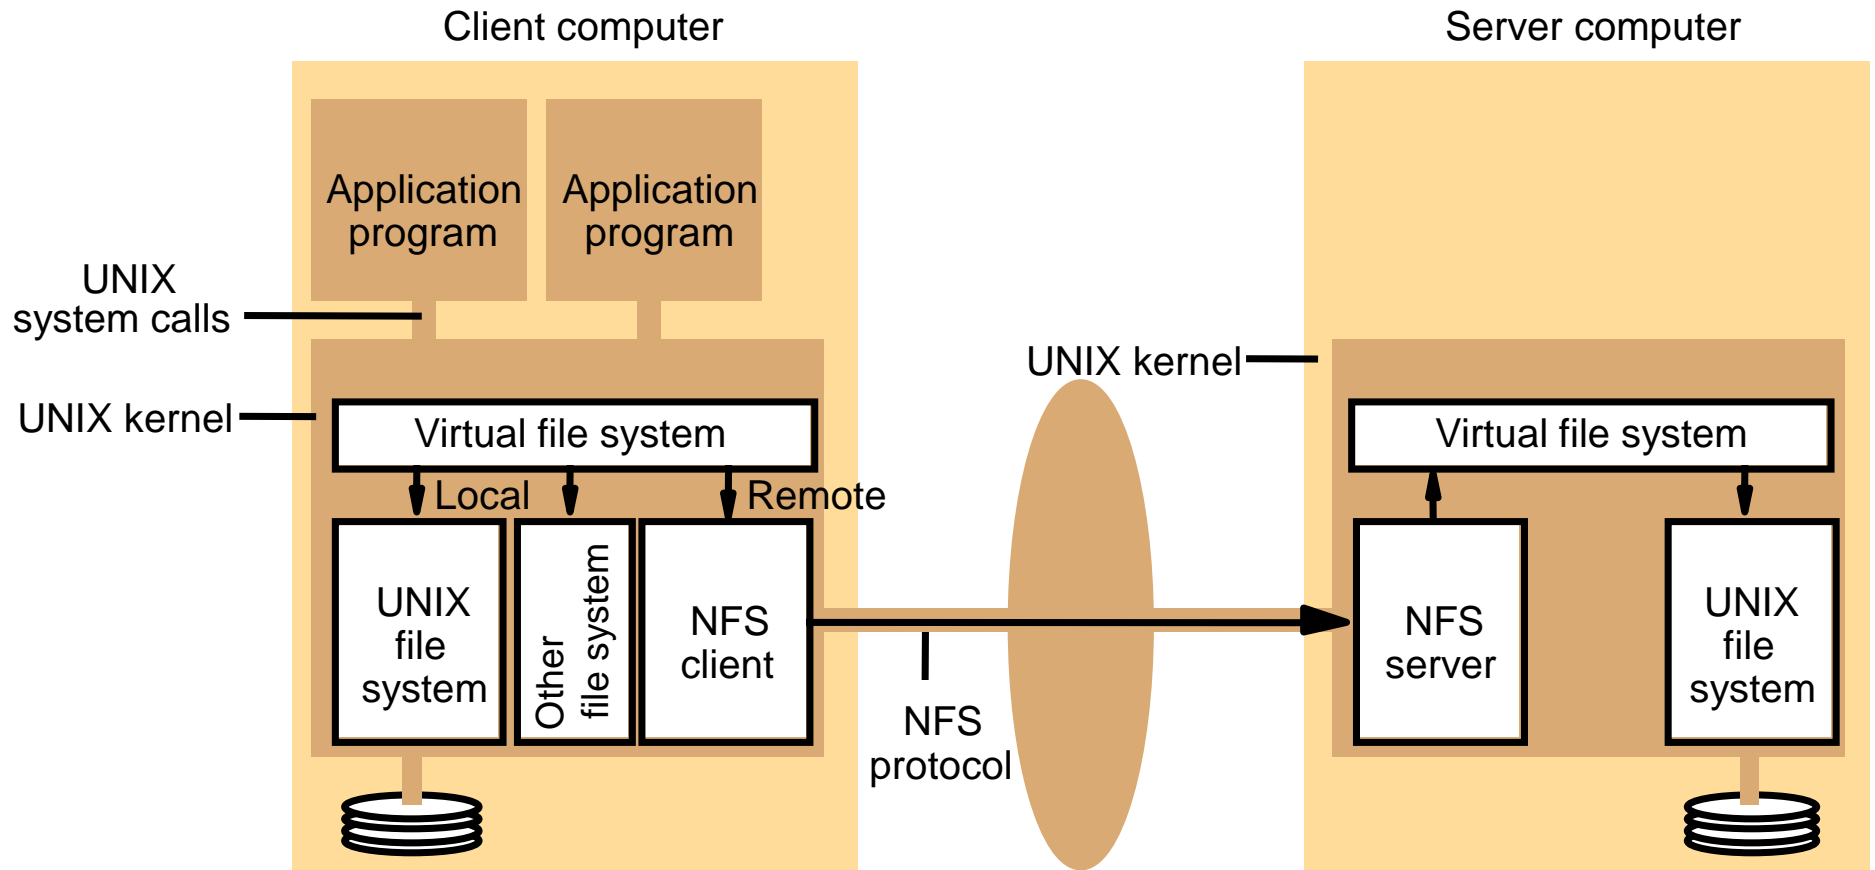 Client computer
Server computer
Application
program
Application
program
UNIX
system calls
UNIX kernel
Virtual file system
Local
Remote
UNIX
file
system
Other
file system
NFS
client
NFS
protocol
UNIX kernel
Virtual file system
NFS
server
UNIX
file
system